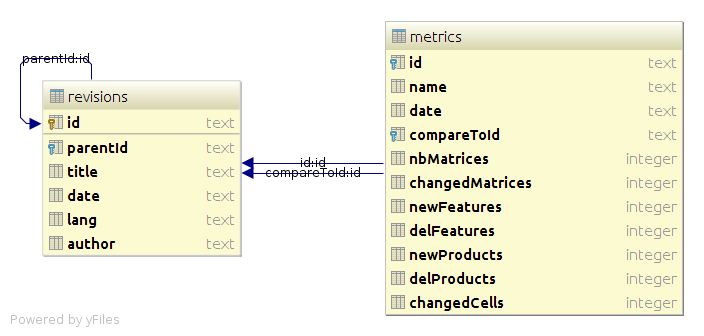 parentId:id
revisions
id text
parentId text
title text
date text
lang text
author text
id:id
compareToId:id
metrics
id text
name text
date text
compareToId text
nbMatrices integer
changedMatrices integer
newFeatures integer
delFeatures integer
newProducts integer
delProducts integer
changedCells integer
Powered by yFiles